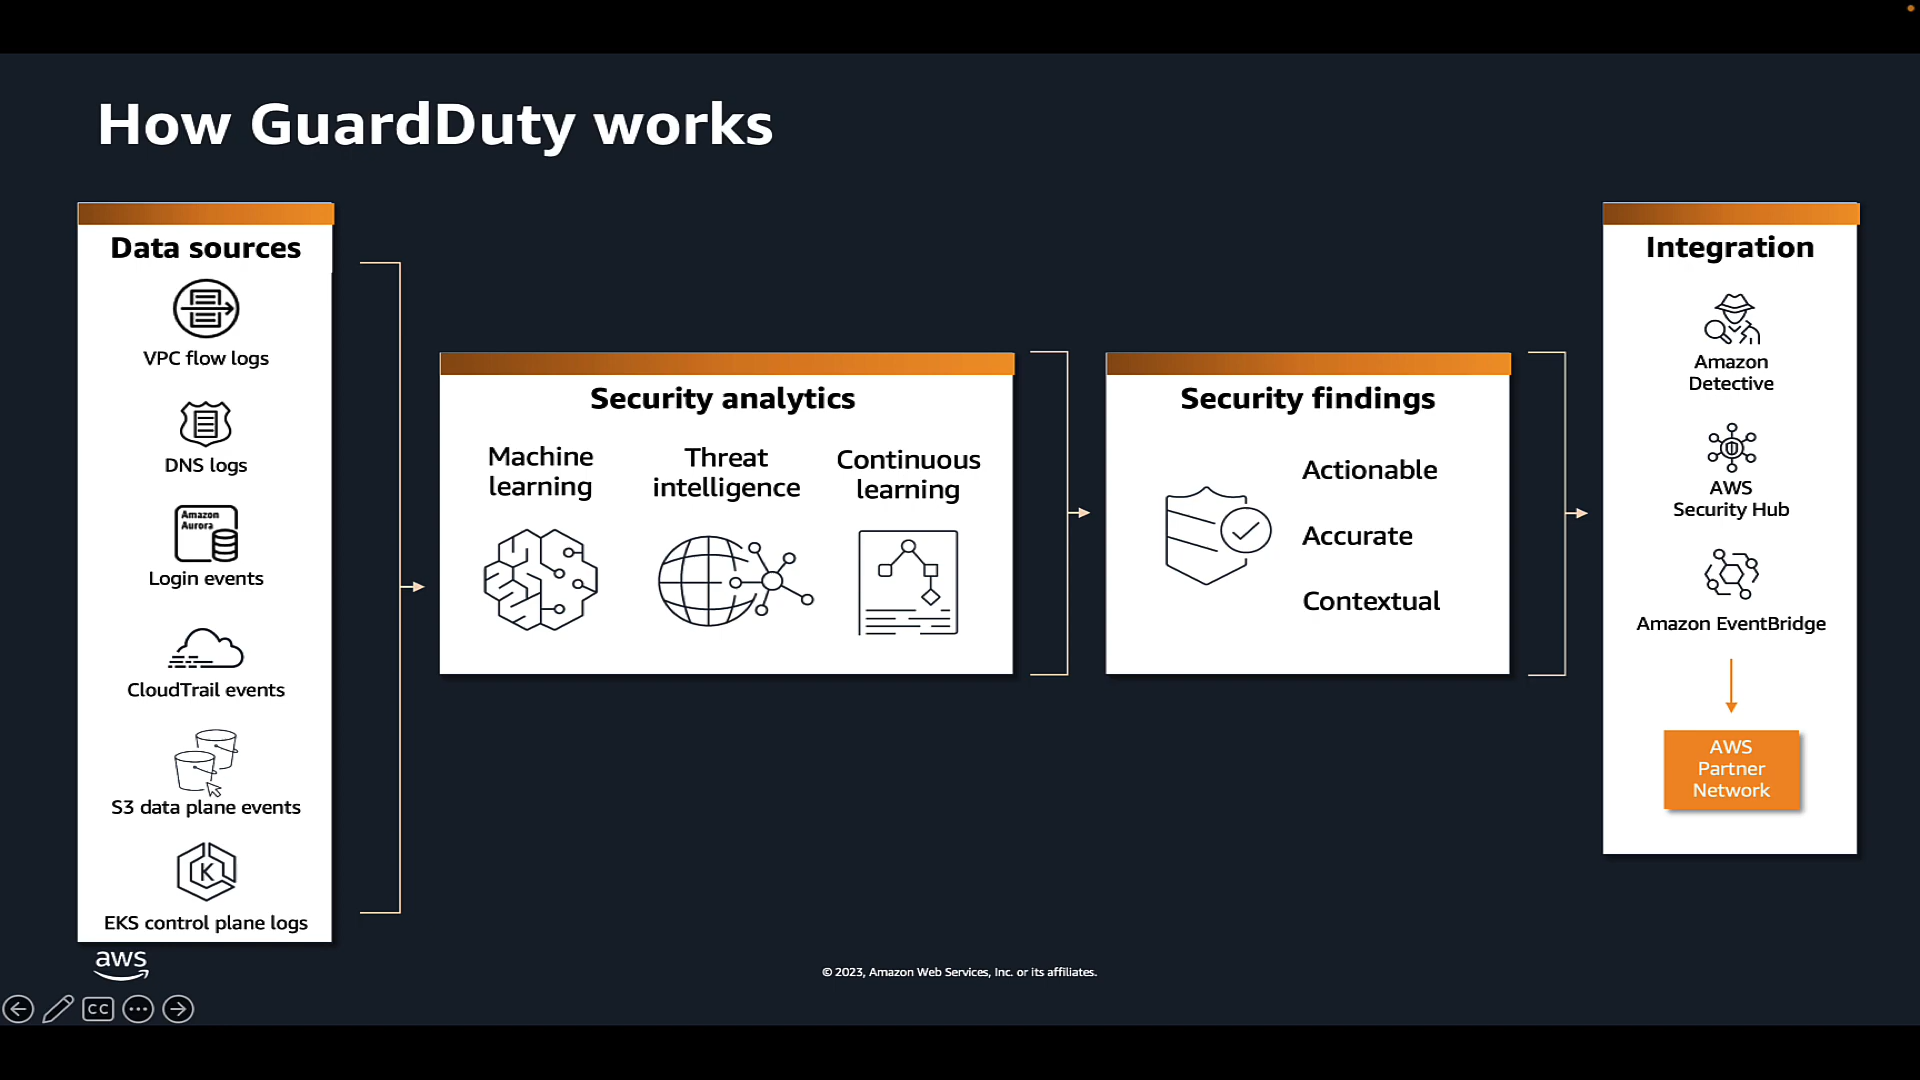 How GuardDuty works
Data sources
VPC flow logs
DNS logs
Amazon
Aurora
Login events
CloudTrail events
S3 data plane events
K
EKS control plane logs
Security analytics
Machine
learning
Threat
intelligence
Continuous
learning
Security findings
Actionable
Accurate
Contextual
Integration
Amazon
Detective
AWS
Security Hub
Amazon EventBridge
AWS
Partner
Network
aws
© 2023, Amazon Web Services, Inc. or its affiliates.
CC